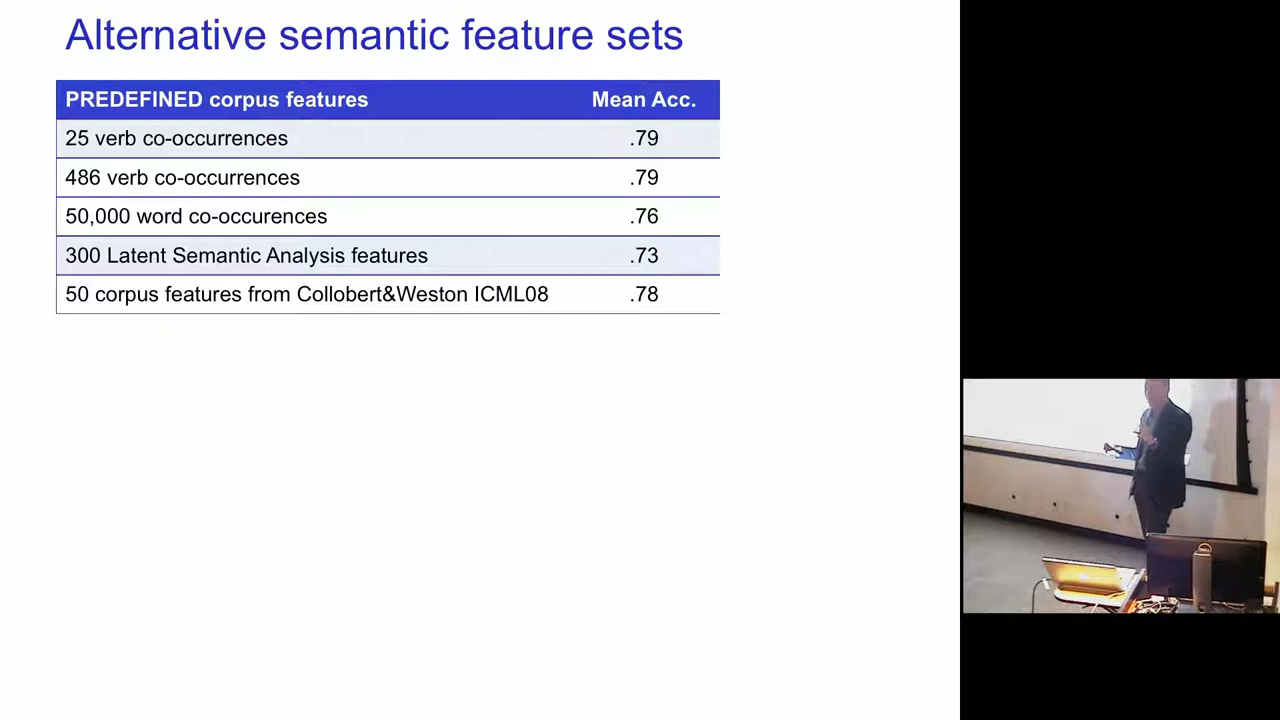 Alternative semantic feature sets
PREDEFINED corpus features Mean Acc.
25 verb co-occurrences .79
486 verb co-occurrences .79
50,000 word co-occurences .76
300 Latent Semantic Analysis features .73
50 corpus features from Collobert&Weston ICML08 .78